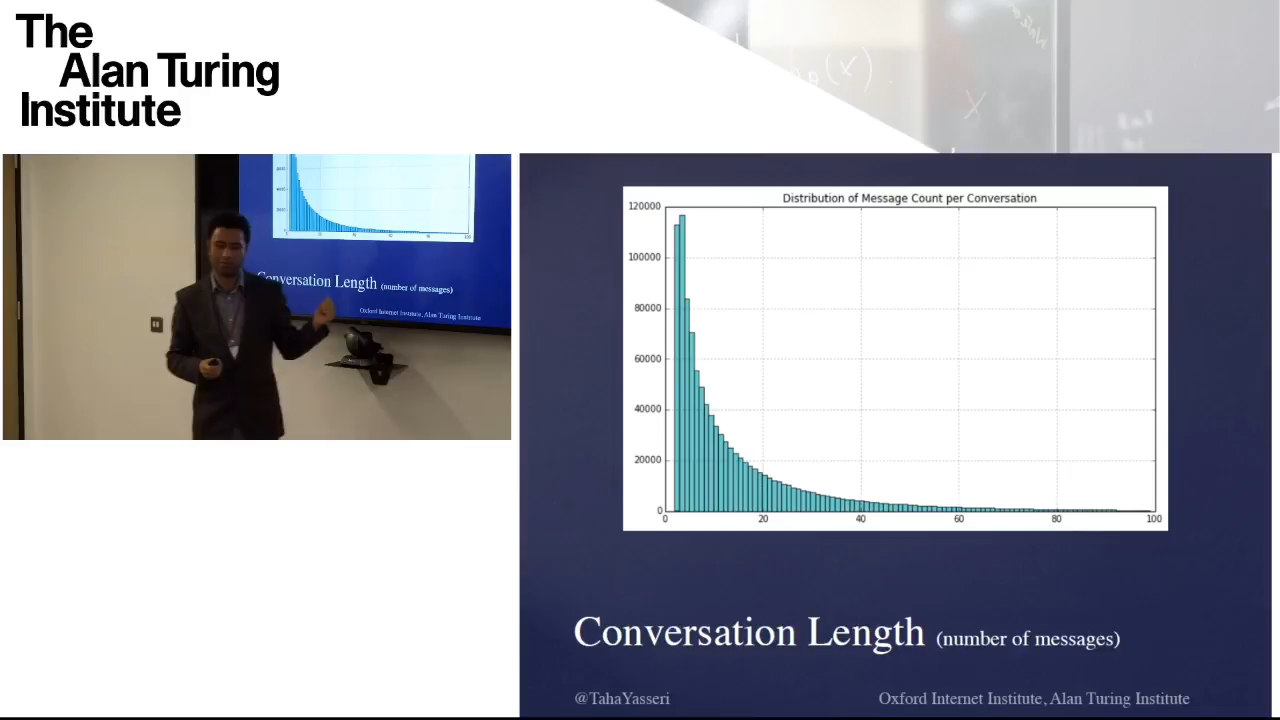 The
Alan Turing
Institute
Conversation Length (number of messages)
Oxford Internet Institute, Alan Turing Institute
Distribution of Message Count per Conversation
120000
100000
80000
60000
40000
20000
0
0 20 40 60 80 100
Conversation Length (number of messages)
@TahaYasseri Oxford Internet Institute, Alan Turing Institute